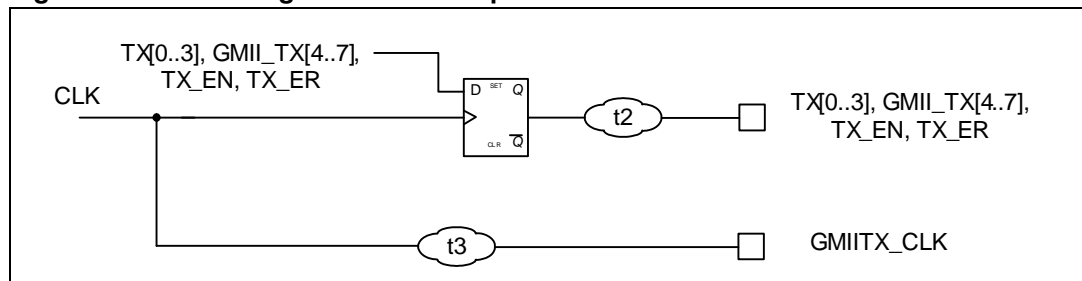 TX[0..3], GMII_TX[4..7],
TX_EN, TX_ER
CLK
D SET Q
CLR Q
t2
TX[0..3], GMII_TX[4..7],
TX_EN, TX_ER
t3
GMIITX_CLK